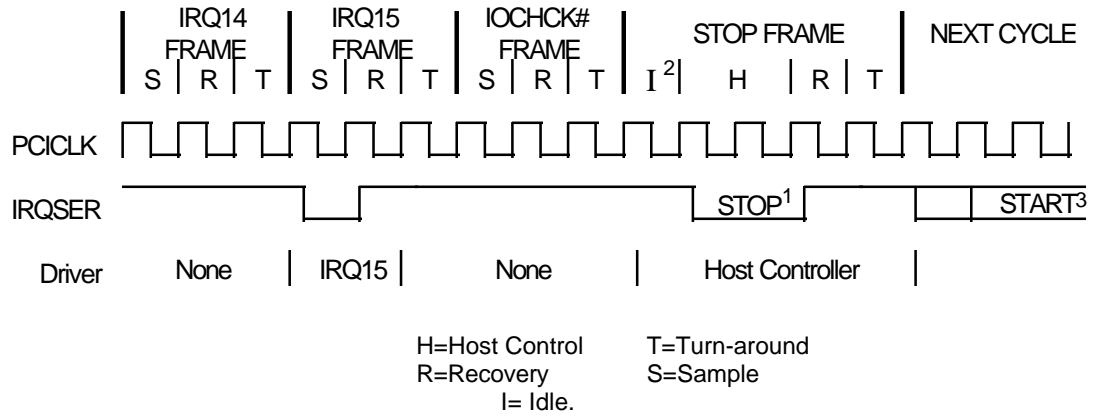 IRQ14 FRAME
IRQ15 FRAME
IOCHCK# FRAME
STOP FRAME
NEXT CYCLE
S R T S R T S R T I 2 H R T
PCICLK
IRQSER STOP1 START3
Driver None IRQ15 None Host Controller
H=Host Control T=Turn-around
R=Recovery S=Sample
I= Idle.